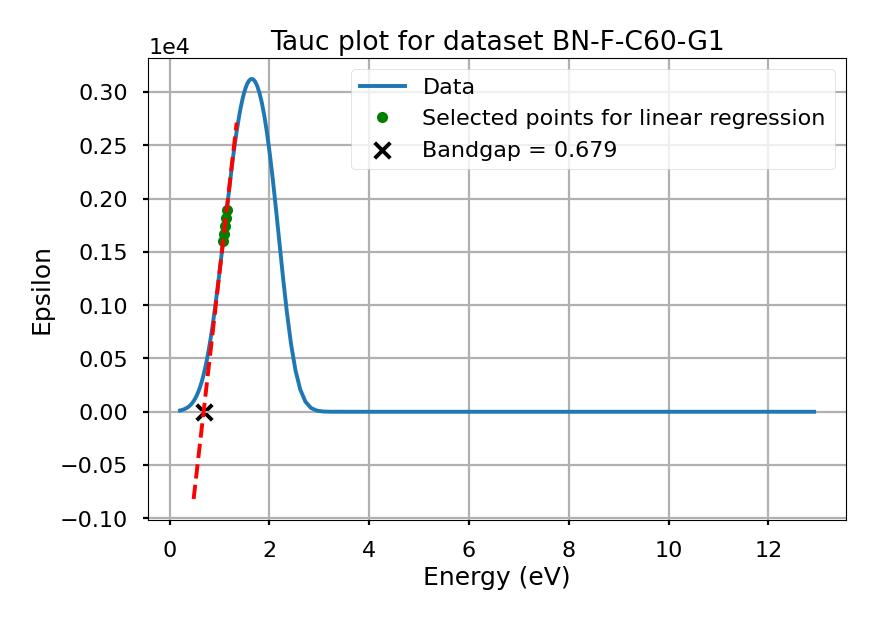 Tauc plot for dataset BN-F-C60-G1
1e4
Data
Selected points for linear regression
Bandgap = 0.679
0.30
0.25
0.20
0.15
0.10
0.05
0.00
−0.05
−0.10
Epsilon
0 2 4 6 8 10 12
Energy (eV)